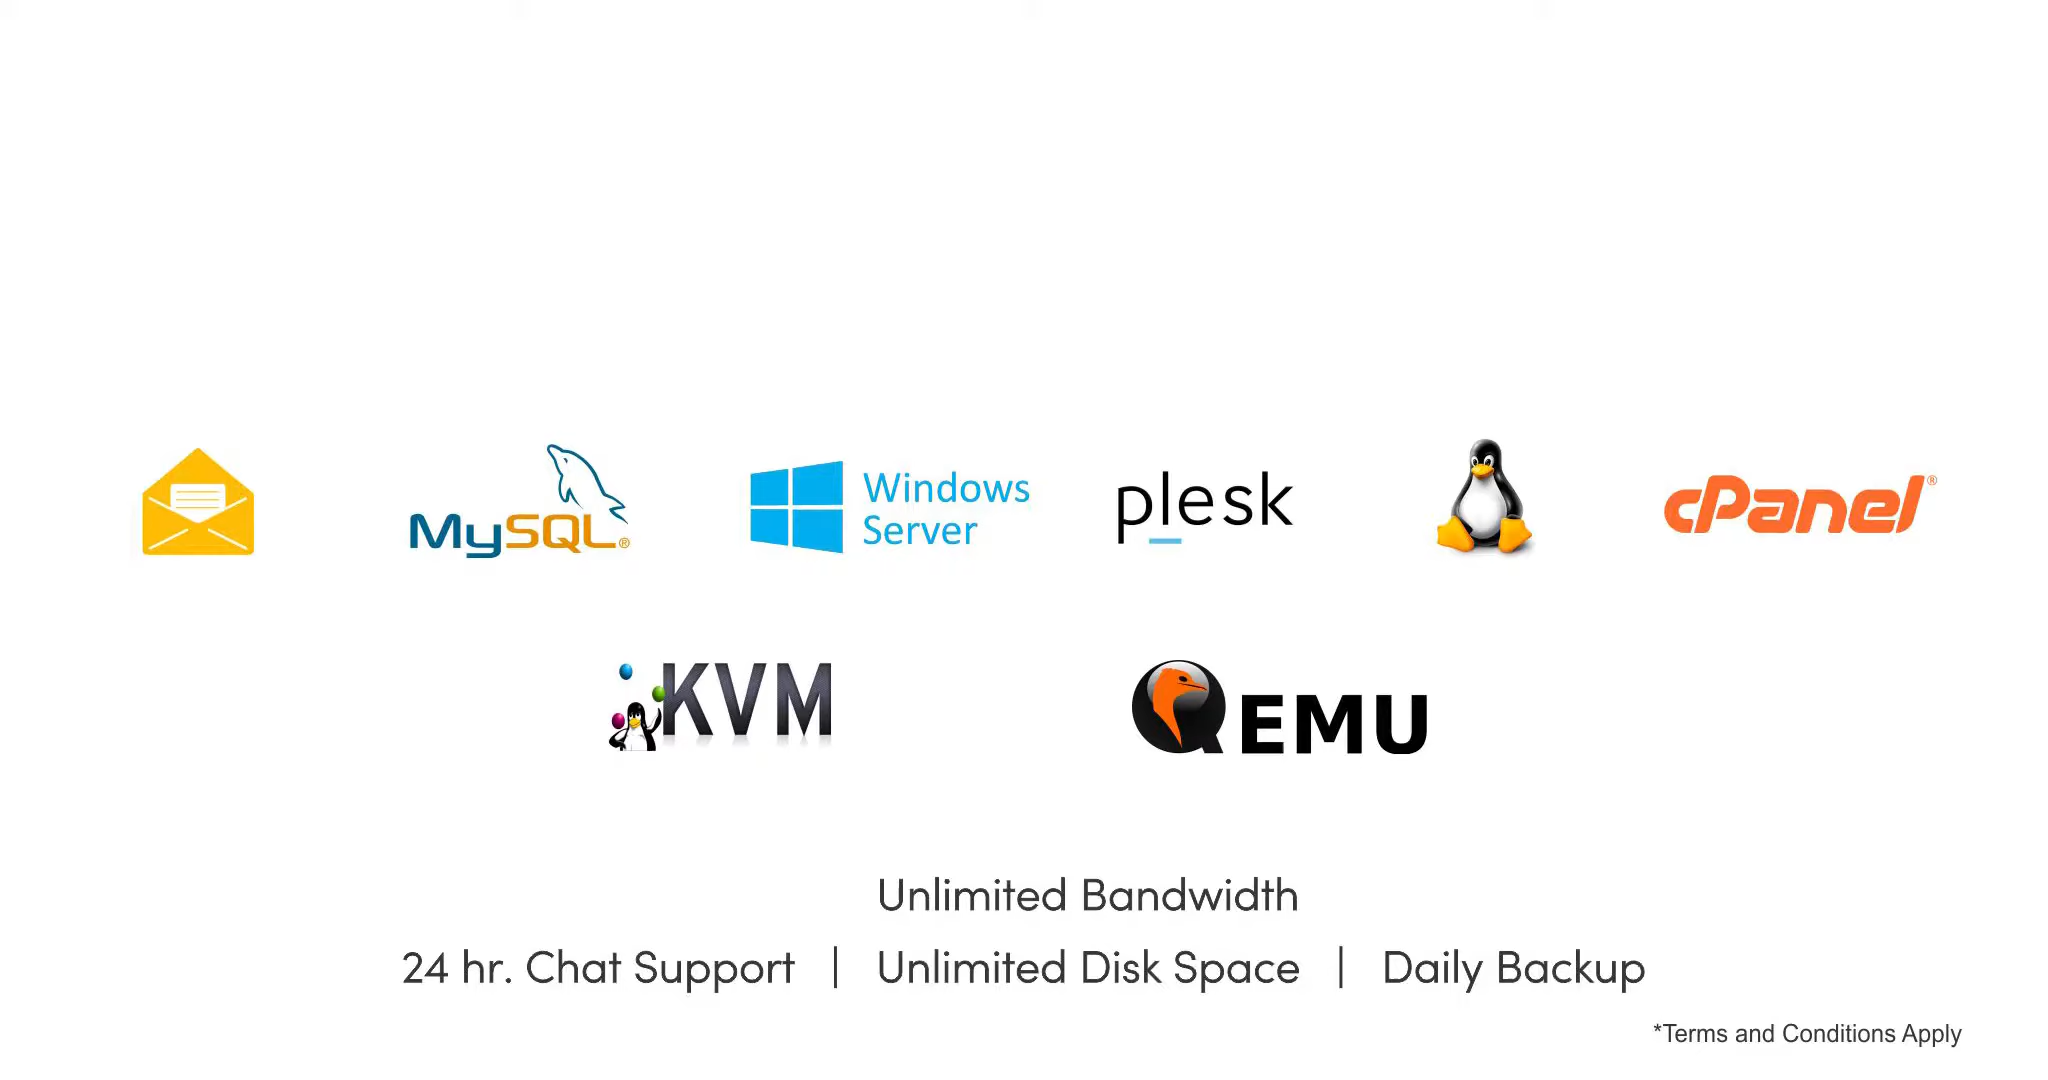 MySQL®
Windows
Server
plesk
cPanel®
KVM
QEMU
Unlimited Bandwidth
24 hr. Chat Support | Unlimited Disk Space | Daily Backup
*Terms and Conditions Apply